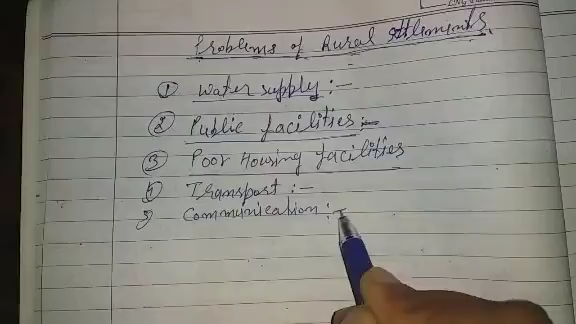 Problems of Rural Settlements
① Water supply :-
② Public facilities :-
③ Poor Housing facilities
④ Transport :-
5) Communication :-